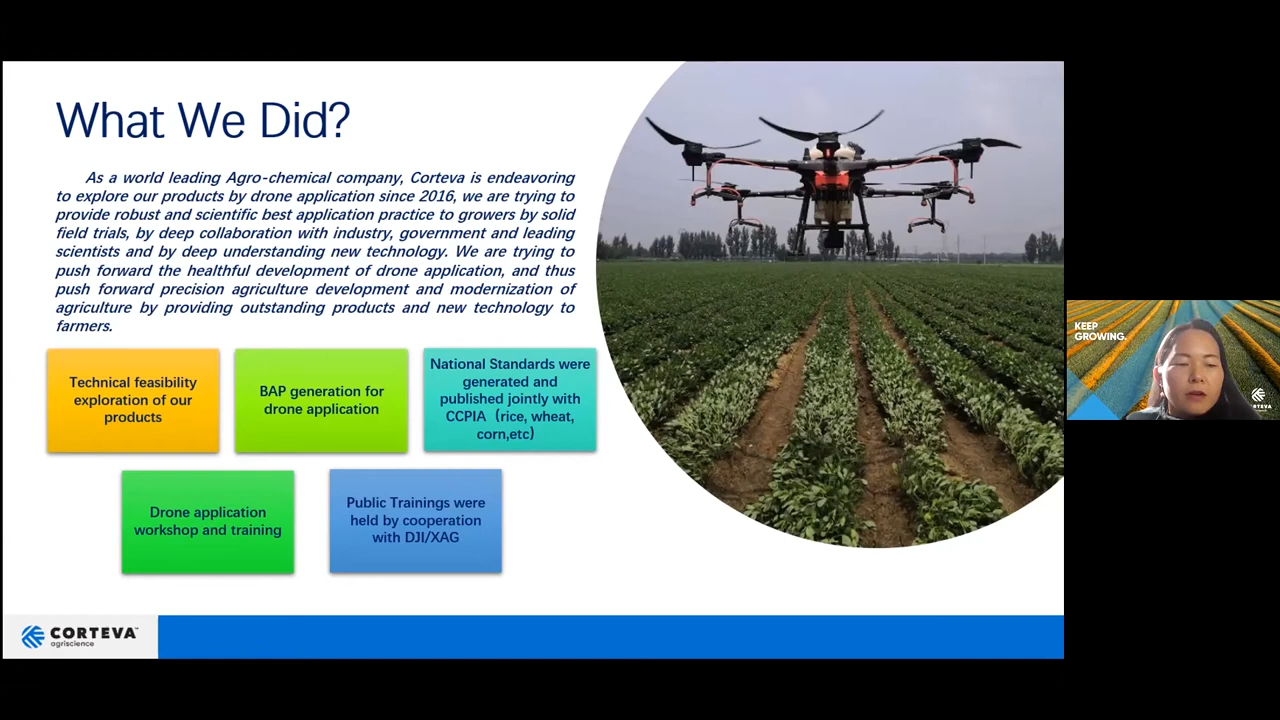 What We Did?
As a world leading Agro-chemical company, Corteva is endeavoring
to explore our products by drone application since 2016, we are trying to
provide robust and scientific best application practice to growers by solid
field trials, by deep collaboration with industry, government and leading
scientists and by deep understanding new technology. We are trying to
push forward the healthful development of drone application, and thus
push forward precision agriculture development and modernization of
agriculture by providing outstanding products and new technology to
farmers.
Technical feasibility
exploration of our
products
BAP generation for
drone application
National Standards were
generated and
published jointly with
CCPIA（rice, wheat,
corn,etc）
Drone application
workshop and training
Public Trainings were
held by cooperation
with DJI/XAG
CORTEVA™
agriscience
KEEP
GROWING.
CORTEVA